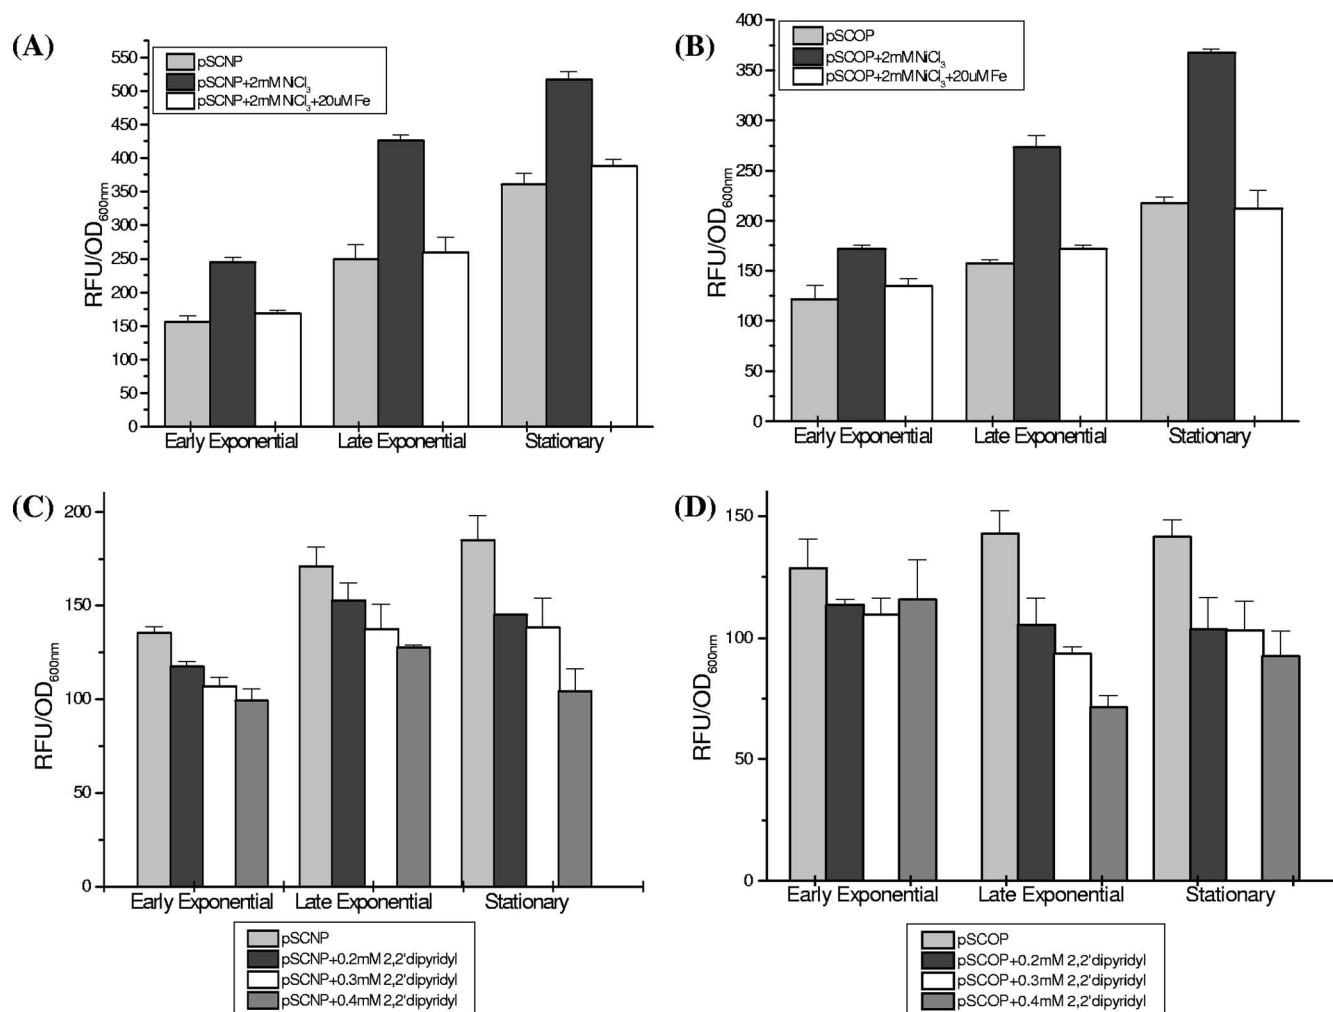 (A)
pSCNP
pSCNP+2mM NiCl3
pSCNP+2mM NiCl3+20uM Fe
RFU/OD600nm
550
500
450
400
350
300
250
200
150
100
50
0
Early Exponential Late Exponential Stationary
(B)
pSCOP
pSCOP+2mM NiCl3
pSCOP+2mM NiCl3+20uM Fe
RFU/OD600nm
400
350
300
250
200
150
100
50
0
Early Exponential Late Exponential Stationary
(C)
RFU/OD600nm
200
150
100
50
0
Early Exponential Late Exponential Stationary
pSCNP
pSCNP+0.2mM 2,2'dipyridyl
pSCNP+0.3mM 2,2'dipyridyl
pSCNP+0.4mM 2,2'dipyridyl
(D)
RFU/OD600nm
150
100
50
0
Early Exponential Late Exponential Stationary
pSCOP
pSCOP+0.2mM 2,2'dipyridyl
pSCOP+0.3mM 2,2'dipyridyl
pSCOP+0.4mM 2,2'dipyridyl